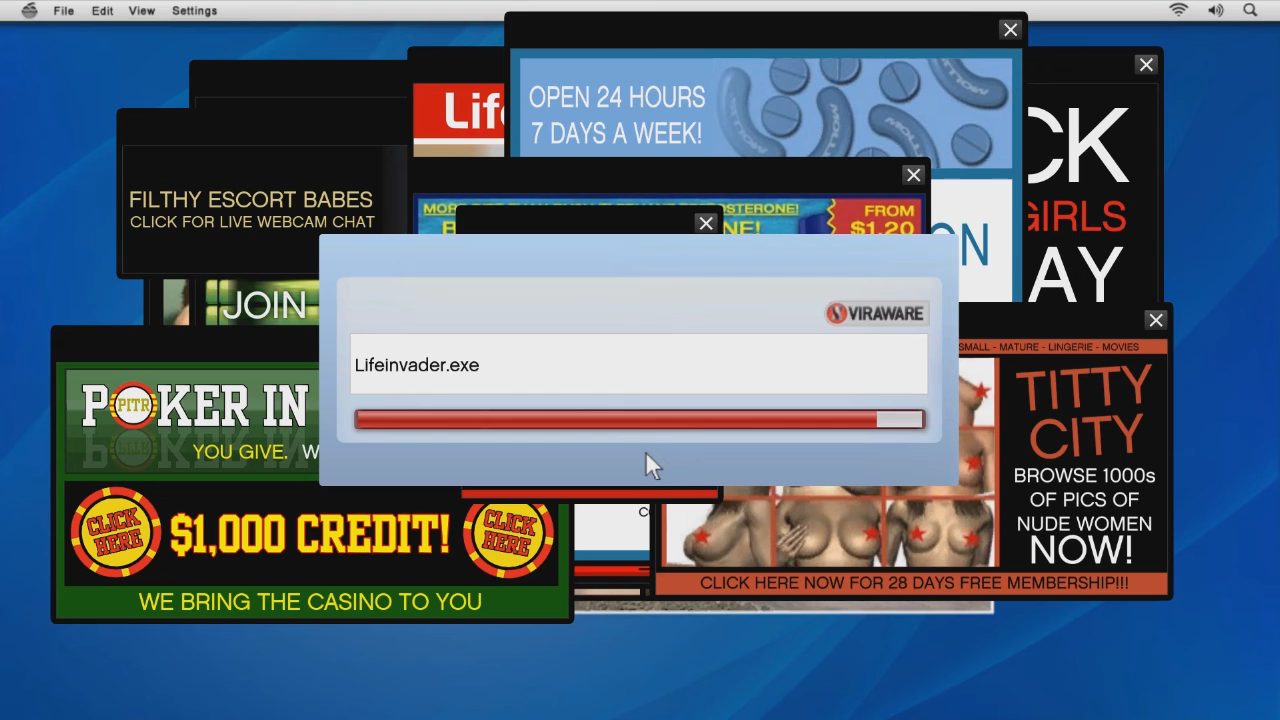 File Edit View Settings
OPEN 24 HOURS
7 DAYS A WEEK!
CK
GIRLS
AY
FILTHY ESCORT BABES
CLICK FOR LIVE WEBCAM CHAT
FROM
$1.20
NE!
ON
JOIN
VIRAWARE
Lifeinvader.exe
POKER IN
PITR
YOU GIVE. W
CLICK HERE
$1,000 CREDIT!
CLICK HERE
WE BRING THE CASINO TO YOU
SMALL - MATURE - LINGERIE - MOVIES
TITTY
CITY
BROWSE 1000s
OF PICS OF
NUDE WOMEN
NOW!
CLICK HERE NOW FOR 28 DAYS FREE MEMBERSHIP!!!